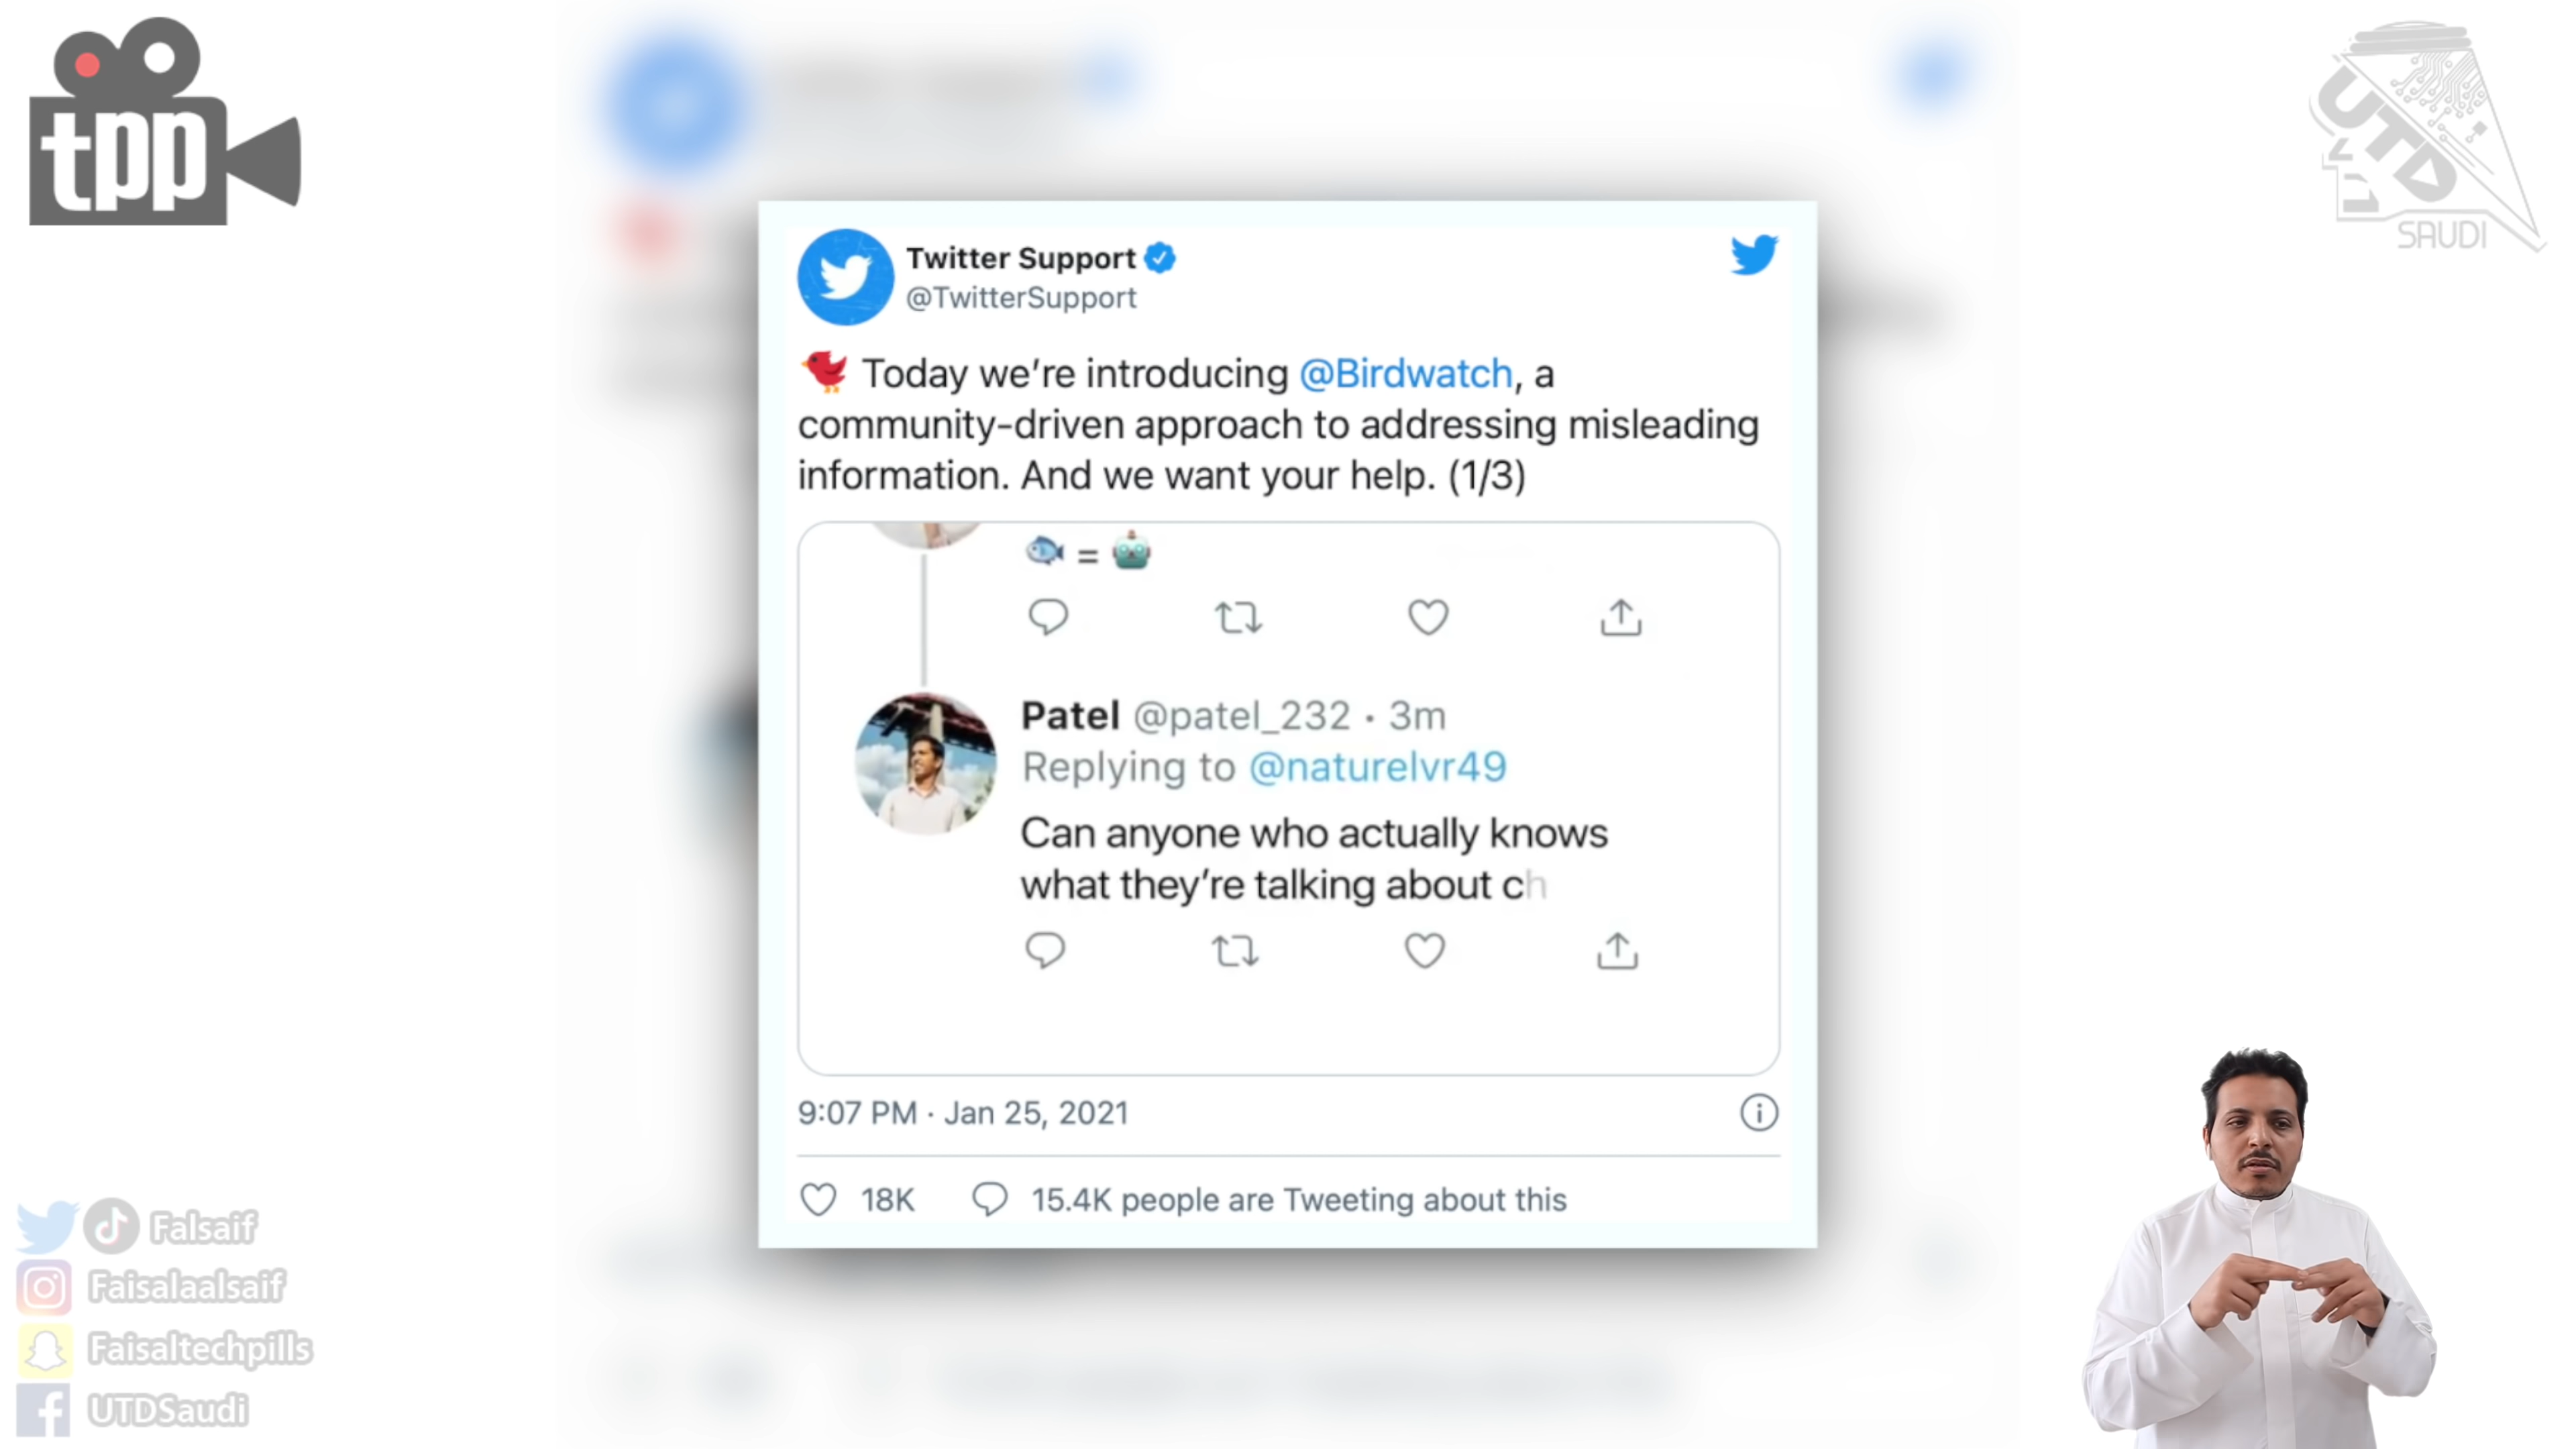 tpp
UTD
SAUDI
Twitter Support
@TwitterSupport
Today we're introducing @Birdwatch, a
community-driven approach to addressing misleading
information. And we want your help. (1/3)
=
Patel @patel_232 · 3m
Replying to @naturelvr49
Can anyone who actually knows
what they're talking about ch
9:07 PM · Jan 25, 2021
18K 15.4K people are Tweeting about this
Falsaif
Faisalaalsaif
Faisaltechpills
UTDSaudi